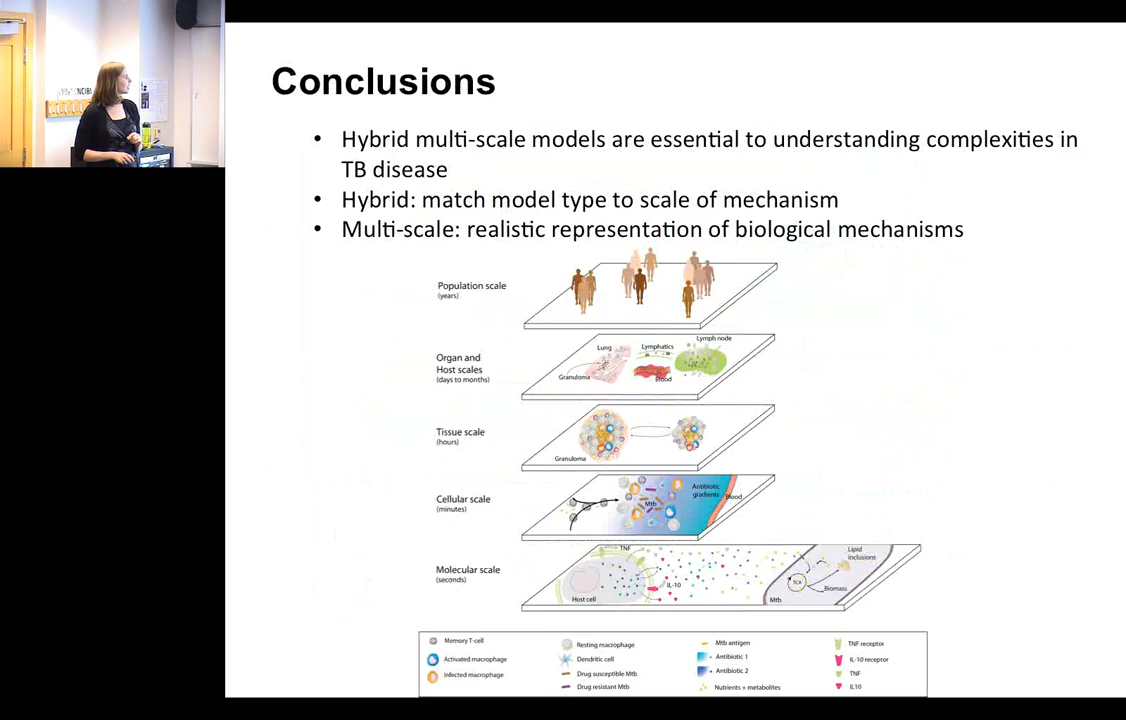 Conclusions
• Hybrid multi-scale models are essential to understanding complexities in
TB disease
• Hybrid: match model type to scale of mechanism
• Multi-scale: realistic representation of biological mechanisms
Population scale
(years)
Organ and
Host scales
(days to months)
Lung
Lymphatics
Lymph node
Granuloma
Blood
Tissue scale
(hours)
Granuloma
Cellular scale
(minutes)
Mtb
Antibiotic
gradients
Blood
Molecular scale
(seconds)
TNF
IL-10
Host cell
Lipid
inclusions
TCA
Biomass
Mtb
Memory T-cell
Activated macrophage
Infected macrophage
Resting macrophage
Dendritic cell
Drug susceptible Mtb
Drug resistant Mtb
Mtb antigen
Antibiotic 1
Antibiotic 2
Nutrients + metabolites
TNF receptor
IL-10 receptor
TNF
IL10